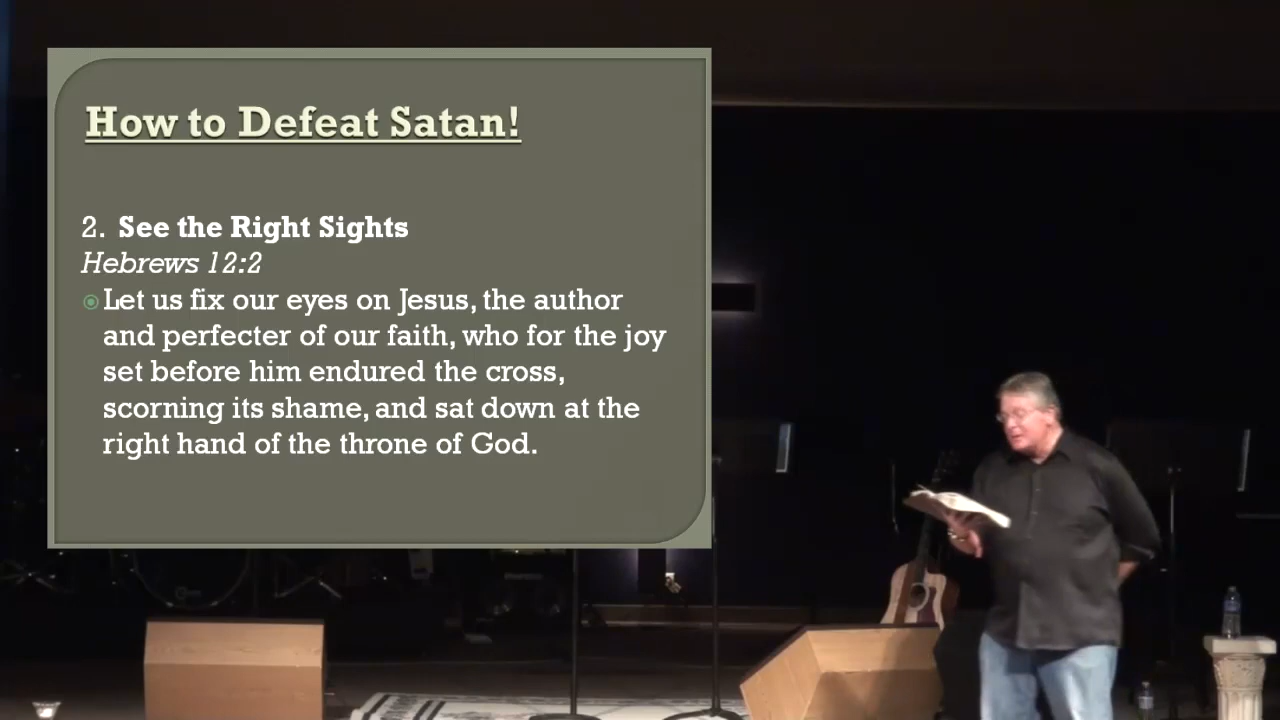 How to Defeat Satan!
2. See the Right Sights
Hebrews 12:2
Let us fix our eyes on Jesus, the author
and perfecter of our faith, who for the joy
set before him endured the cross,
scorning its shame, and sat down at the
right hand of the throne of God.